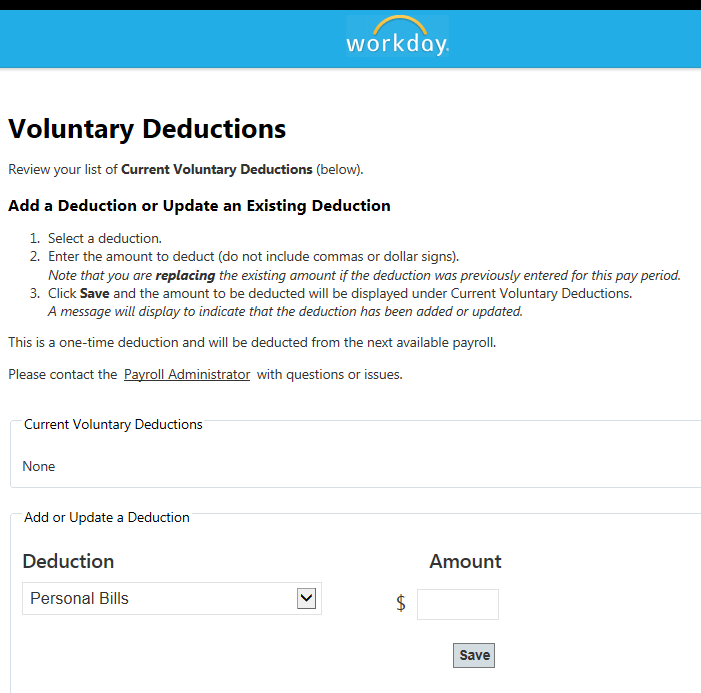 workday.
Voluntary Deductions
Review your list of Current Voluntary Deductions (below).
Add a Deduction or Update an Existing Deduction
1. Select a deduction.
2. Enter the amount to deduct (do not include commas or dollar signs).
Note that you are replacing the existing amount if the deduction was previously entered for this pay period.
3. Click Save and the amount to be deducted will be displayed under Current Voluntary Deductions.
A message will display to indicate that the deduction has been added or updated.
This is a one-time deduction and will be deducted from the next available payroll.
Please contact the Payroll Administrator with questions or issues.
Current Voluntary Deductions
None
Add or Update a Deduction
Deduction Amount
Personal Bills $
Save